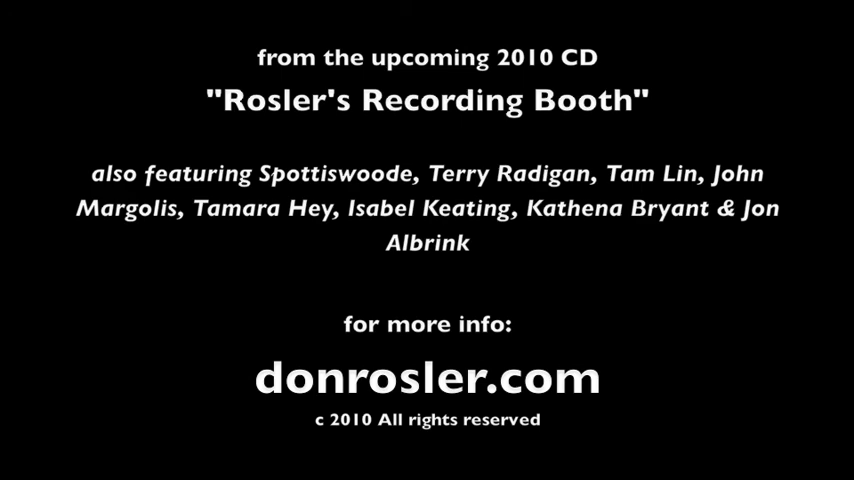 from the upcoming 2010 CD
"Rosler's Recording Booth"
also featuring Spottiswoode, Terry Radigan, Tam Lin, John
Margolis, Tamara Hey, Isabel Keating, Kathena Bryant & Jon
Albrink
for more info:
donrosler.com
c 2010 All rights reserved